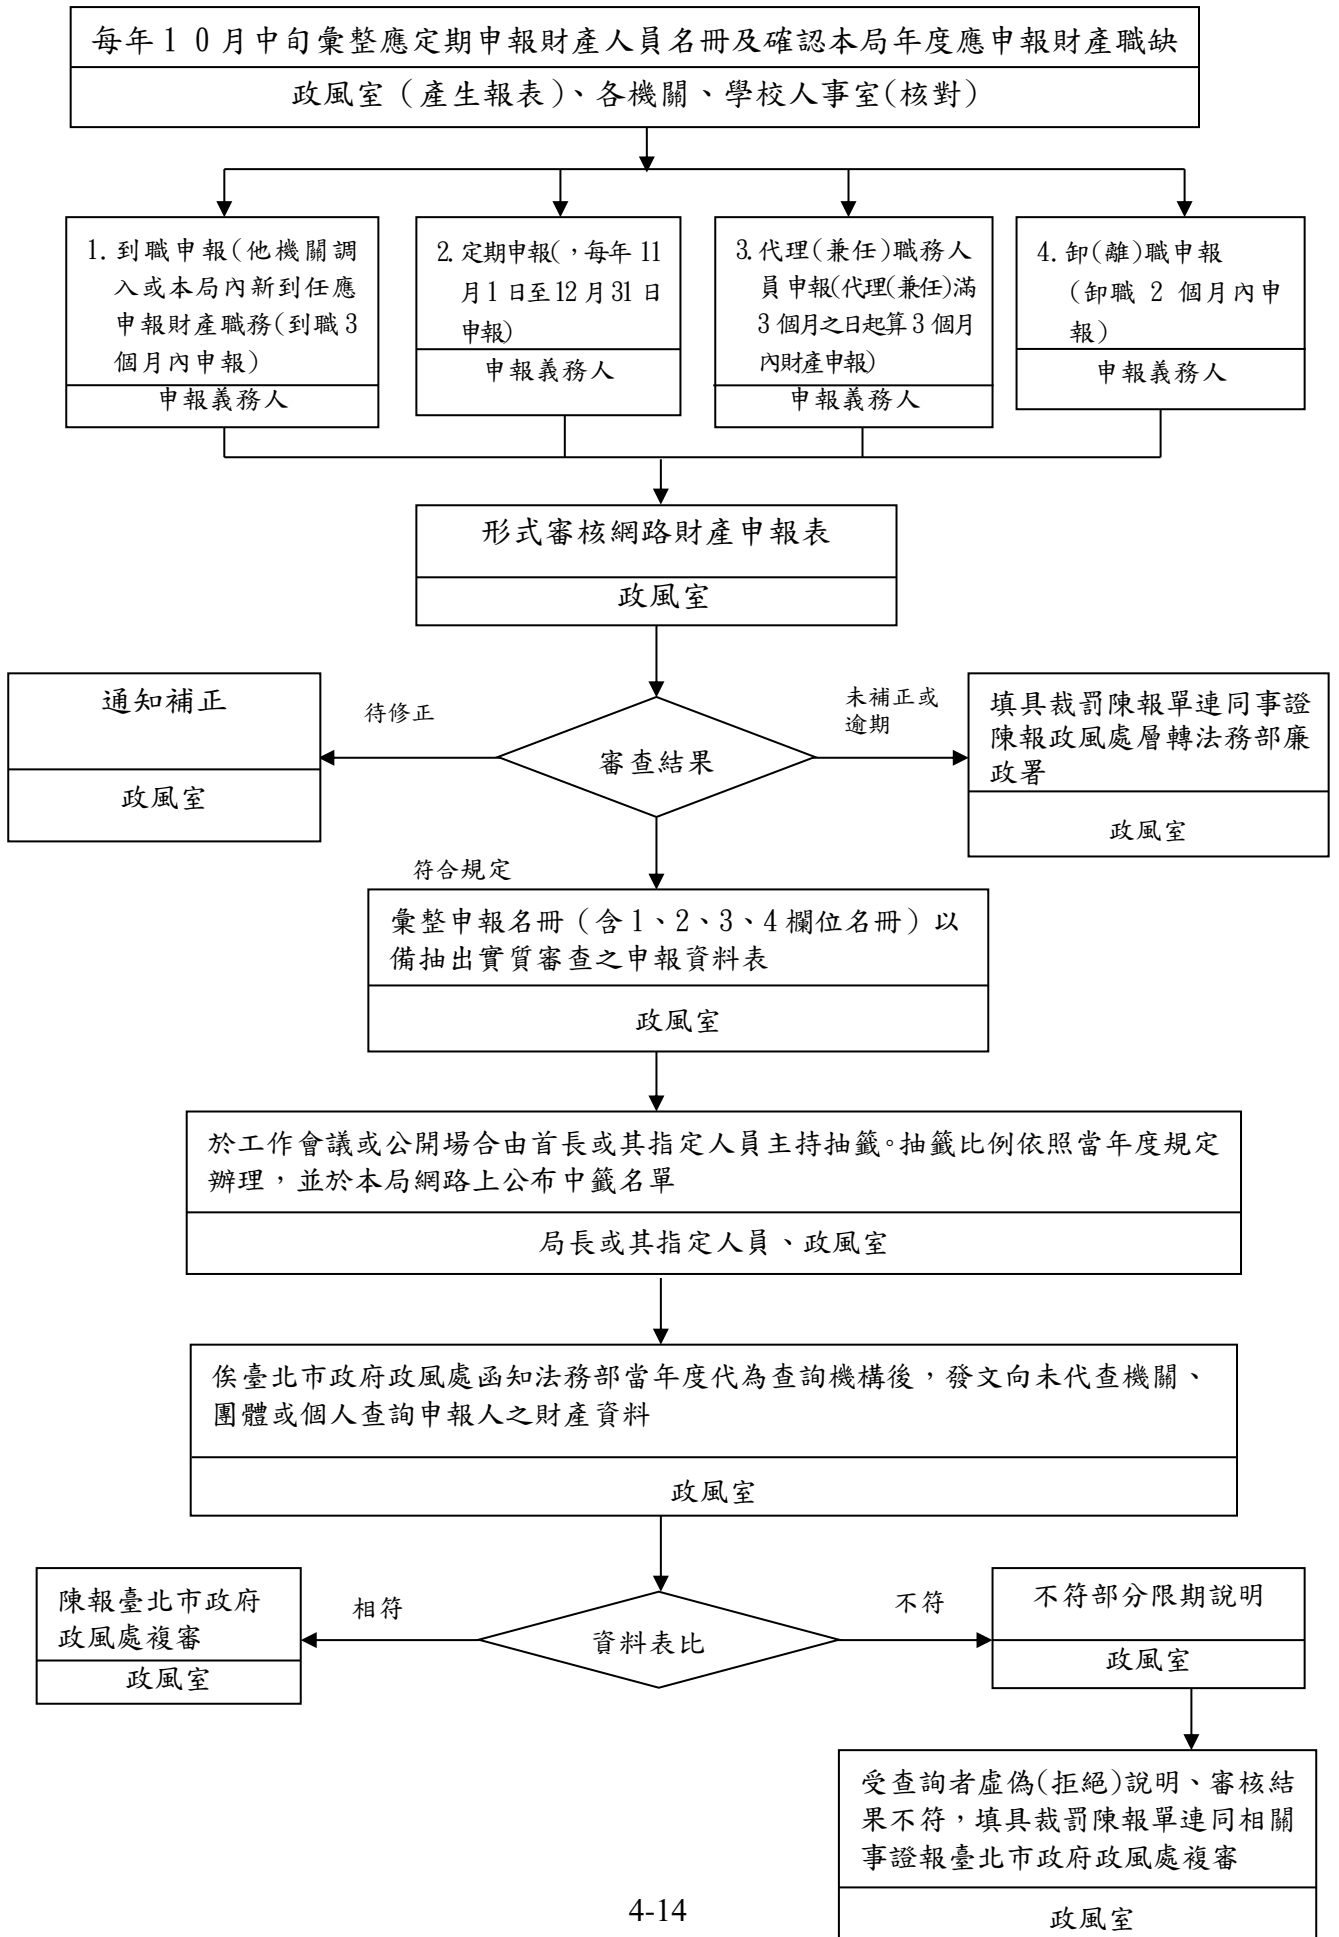 每年10月中旬彙整應定期申報財產人員名冊及確認本局年度應申報財產職缺
政風室（產生報表）、各機關、學校人事室(核對)
1.到職申報(他機關調
入或本局內新到任應
申報財產職務(到職3
個月內申報)
申報義務人
2.定期申報(，每年11
月1日至12月31日
申報)
申報義務人
3.代理(兼任)職務人
員申報(代理(兼任)滿
3個月之日起算3個月
內財產申報)
申報義務人
4.卸(離)職申報
(卸職 2 個月內申
報)
申報義務人
形式審核網路財產申報表
政風室
通知補正
政風室
待修正
審查結果
未補正或
逾期
填具裁罰陳報單連同事證
陳報政風處層轉法務部廉
政署
政風室
符合規定
彙整申報名冊（含1、2、3、4欄位名冊）以
備抽出實質審查之申報資料表
政風室
於工作會議或公開場合由首長或其指定人員主持抽籤。抽籤比例依照當年度規定
辦理，並於本局網路上公布中籤名單
局長或其指定人員、政風室
俟臺北市政府政風處函知法務部當年度代為查詢機構後，發文向未代查機關、
團體或個人查詢申報人之財產資料
政風室
陳報臺北市政府
政風處複審
政風室
相符
資料表比
不符
不符部分限期說明
政風室
受查詢者虛偽(拒絕)說明、審核結
果不符，填具裁罰陳報單連同相關
事證報臺北市政府政風處複審
政風室
4-14